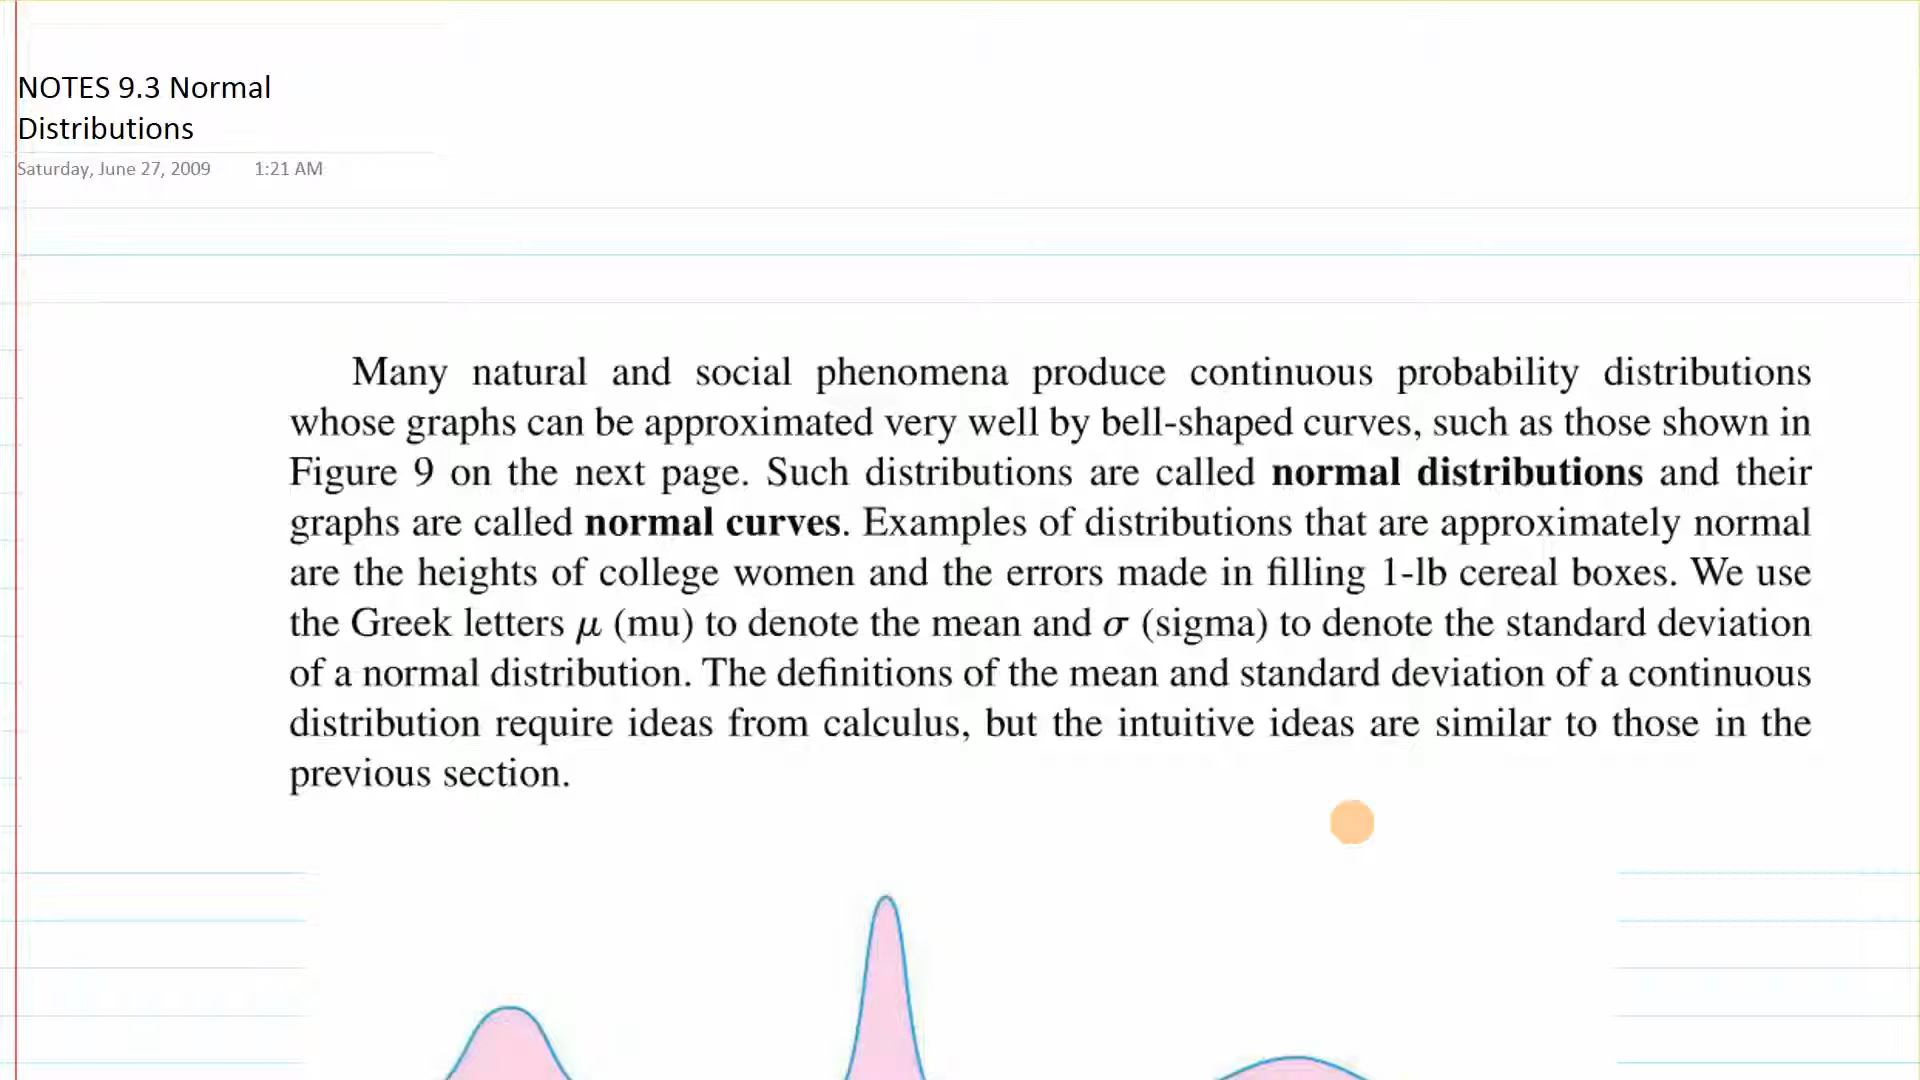 NOTES 9.3 Normal
Distributions
Saturday, June 27, 2009 1:21 AM
Many natural and social phenomena produce continuous probability distributions
whose graphs can be approximated very well by bell-shaped curves, such as those shown in
Figure 9 on the next page. Such distributions are called normal distributions and their
graphs are called normal curves. Examples of distributions that are approximately normal
are the heights of college women and the errors made in filling 1-lb cereal boxes. We use
the Greek letters μ (mu) to denote the mean and σ (sigma) to denote the standard deviation
of a normal distribution. The definitions of the mean and standard deviation of a continuous
distribution require ideas from calculus, but the intuitive ideas are similar to those in the
previous section.